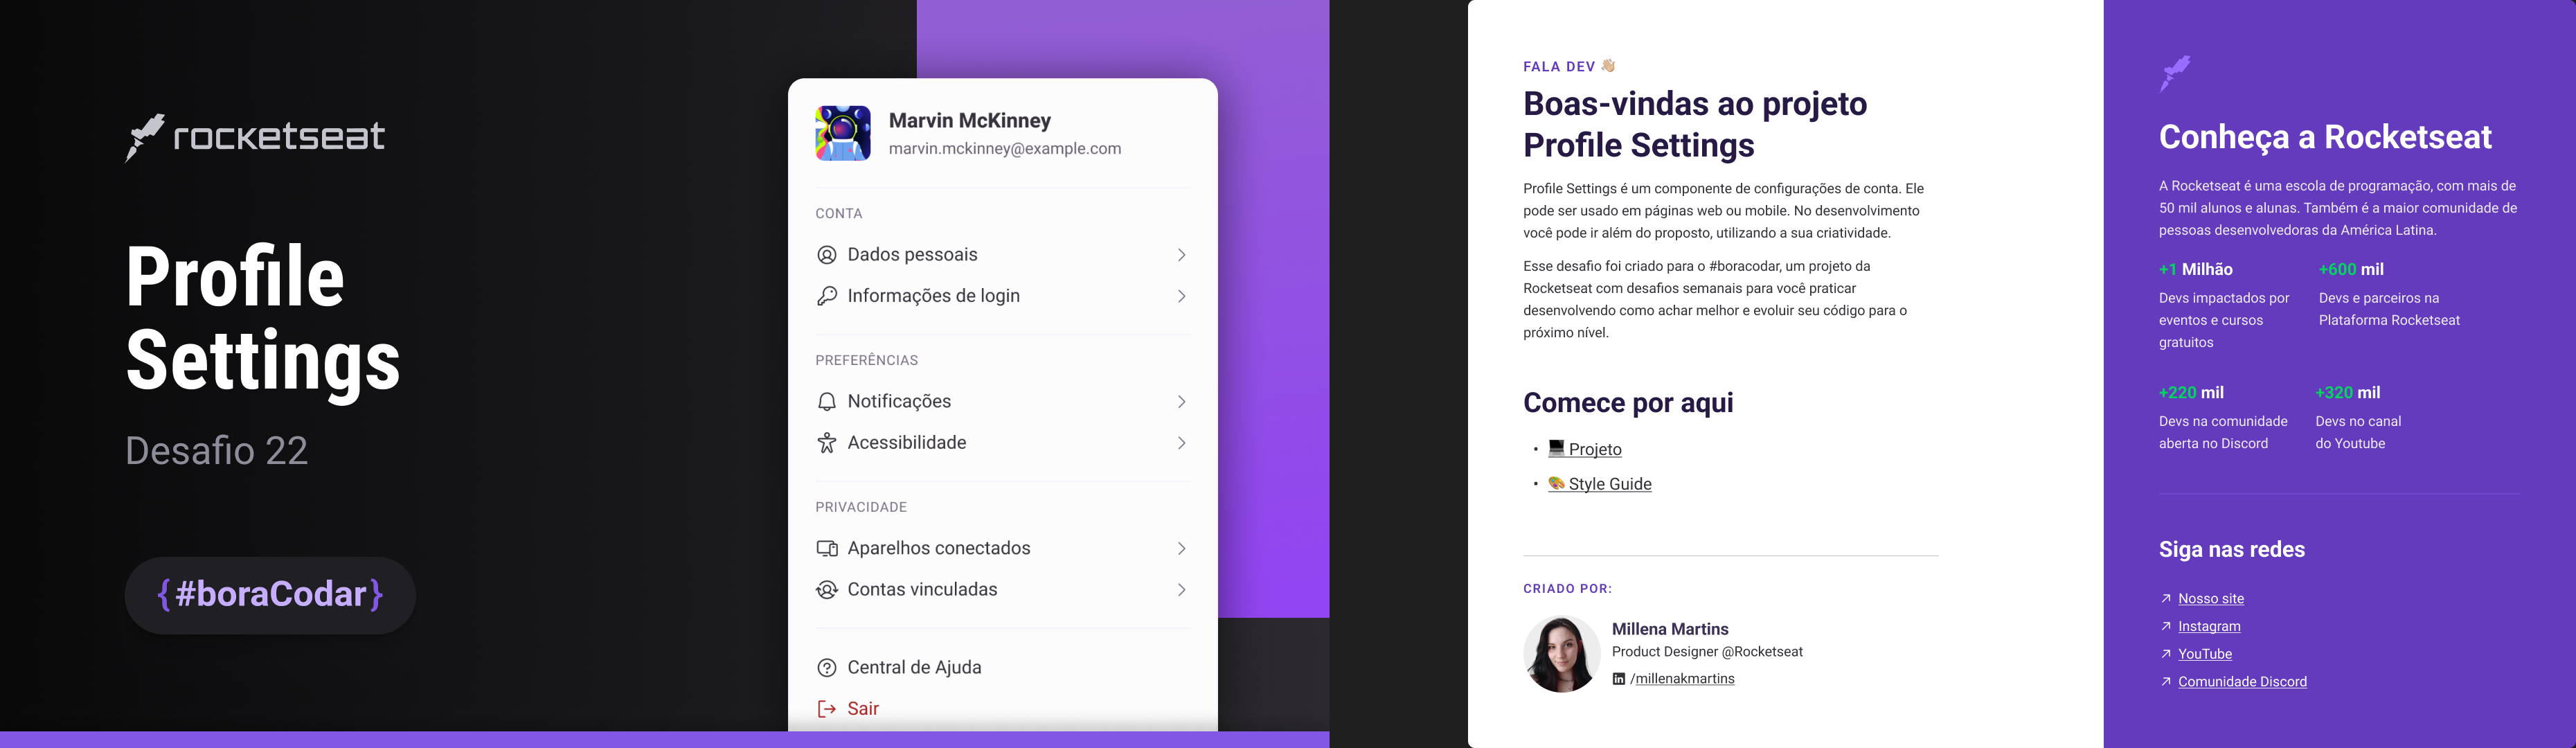 rocketseat
Profile
Settings
Desafio 22
{#boraCodar}
Marvin McKinney
marvin.mckinney@example.com
CONTA
Dados pessoais
Informações de login
PREFERÊNCIAS
Notificações
Acessibilidade
PRIVACIDADE
Aparelhos conectados
Contas vinculadas
Central de Ajuda
Sair
FALA DEV 👋🏼
Boas-vindas ao projeto
Profile Settings
Profile Settings é um componente de configurações de conta. Ele
pode ser usado em páginas web ou mobile. No desenvolvimento
você pode ir além do proposto, utilizando a sua criatividade.
Esse desafio foi criado para o #boracodar, um projeto da
Rocketseat com desafios semanais para você praticar
desenvolvendo como achar melhor e evoluir seu código para o
próximo nível.
Comece por aqui
• 💻 Projeto
• 🎨 Style Guide
CRIADO POR:
Millena Martins
Product Designer @Rocketseat
in /millenakmartins
Conheça a Rocketseat
A Rocketseat é uma escola de programação, com mais de
50 mil alunos e alunas. Também é a maior comunidade de
pessoas desenvolvedoras da América Latina.
+1 Milhão
Devs impactados por
eventos e cursos
gratuitos
+600 mil
Devs e parceiros na
Plataforma Rocketseat
+220 mil
Devs na comunidade
aberta no Discord
+320 mil
Devs no canal
do Youtube
Siga nas redes
↗ Nosso site
↗ Instagram
↗ YouTube
↗ Comunidade Discord